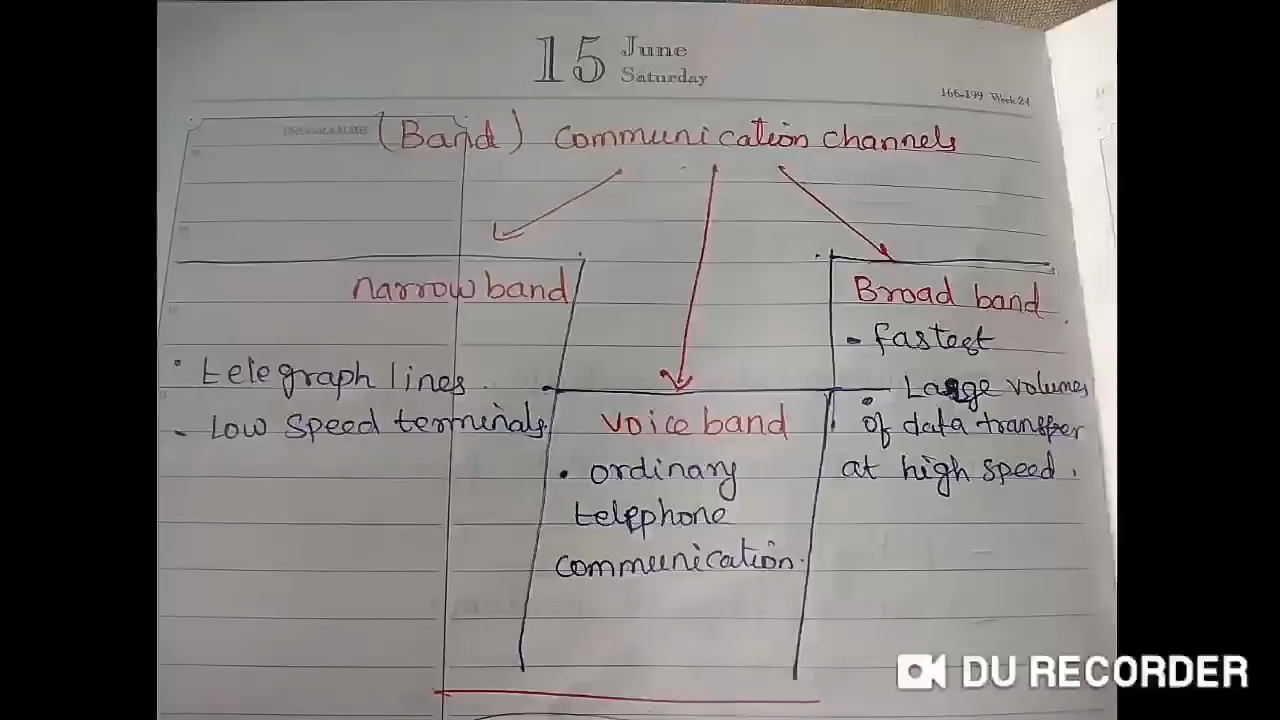 15 June
Saturday
166-199 Week 24
(Band) Communication channels
narrow band
• telegraph lines.
- Low speed terminals.
voice band
• ordinary
telephone
communication.
Broad band
- fastest
- Large volumes
of data transfer
at high speed.
DU RECORDER